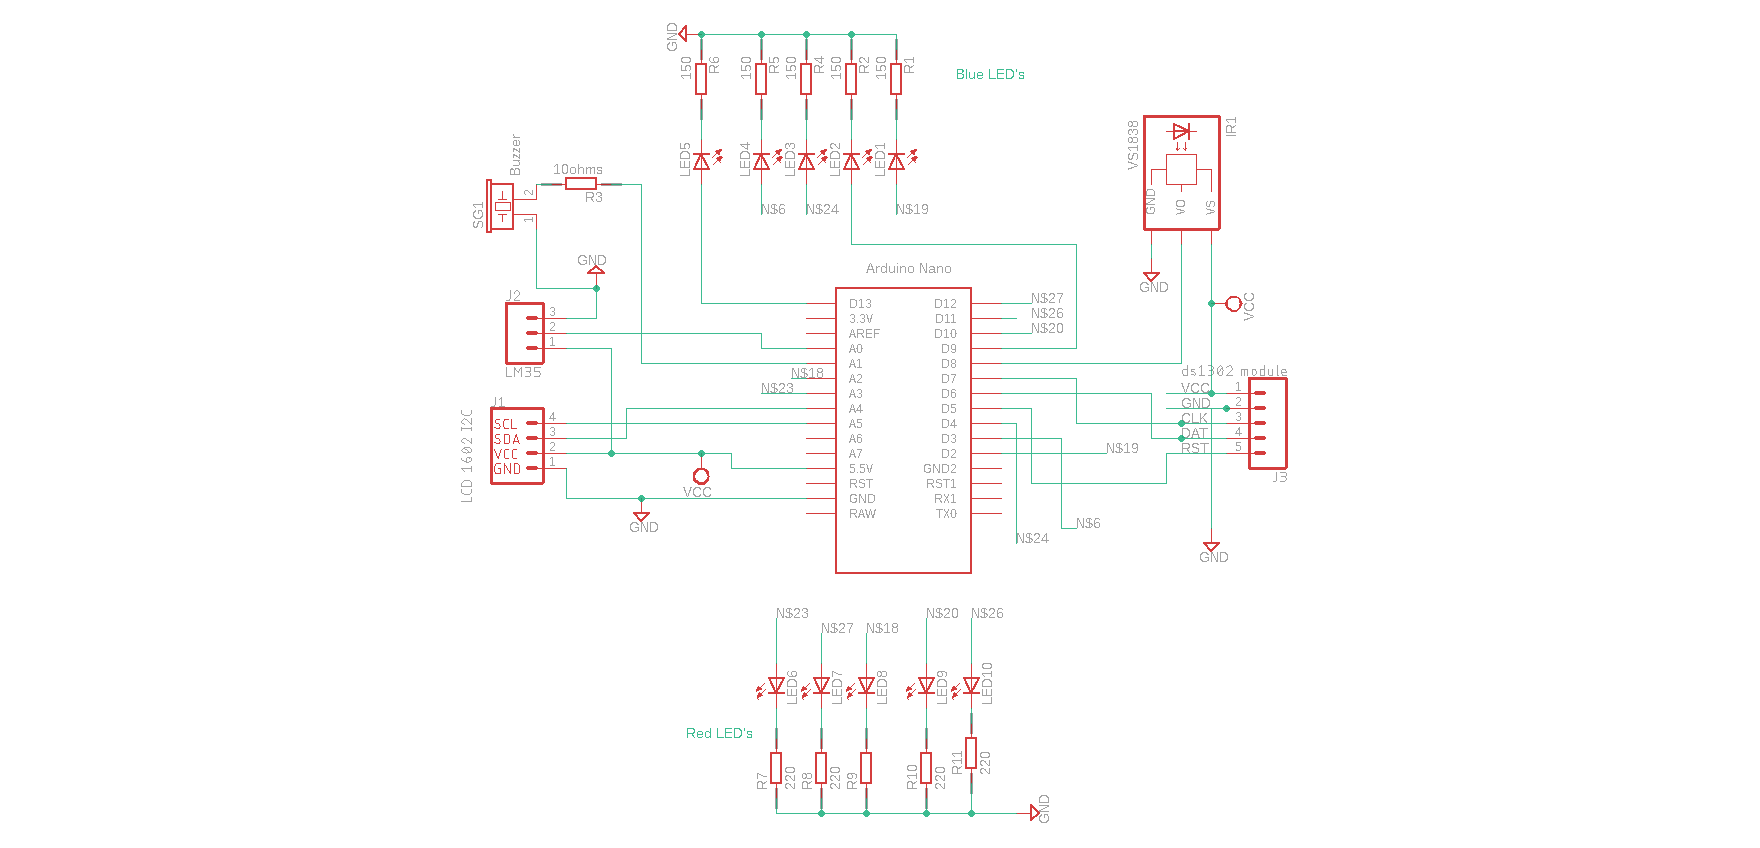 GND
150
R6
150
R5
150
R4
150
R2
150
R1
Blue LED's
LED5
LED4
LED3
LED2
LED1
N$6
N$24
N$19
Buzzer
SG1
2
1
10ohms
R3
GND
VS1838
IR1
GND
OA
SA
GND
VCC
J2
3
2
1
LM35
J1
LCD 1602 I2C
SCL
SDA
VCC
GND
4
3
2
1
VCC
GND
N$18
N$23
Arduino Nano
D13
3.3V
AREF
A0
A1
A2
A3
A4
A5
A6
A7
5.5V
RST
GND
RAW
D12
D11
D10
D9
D8
D7
D6
D5
D4
D3
D2
GND2
RST1
RX1
TX0
N$27
N$26
N$20
N$19
N$6
N$24
ds1302 module
VCC
GND
CLK
DAT
RST
1
2
3
4
5
J3
GND
N$23
N$27
N$18
N$20
N$26
LED6
LED7
LED8
LED9
LED10
Red LED's
R7
220
R8
220
R9
R10
220
R11
220
GND